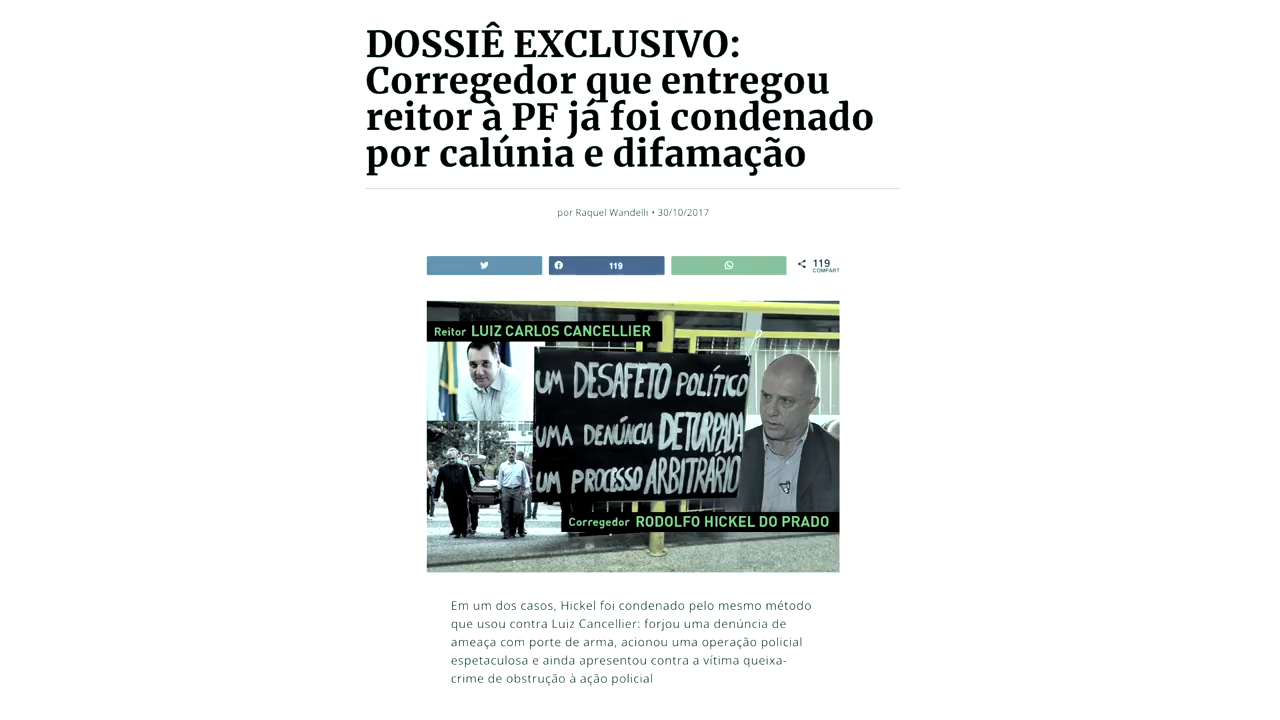 DOSSIÊ EXCLUSIVO:
Corregedor que entregou
reitor à PF já foi condenado
por calúnia e difamação
por Raquel Wandelli • 30/10/2017
119
119
COMPART
Reitor LUIZ CARLOS CANCELLIER
UM DESAFETO POLÍTICO
UMA DENÚNCIA DETURPADA
UM PROCESSO ARBITRÁRIO
Corregedor RODOLFO HICKEL DO PRADO
Em um dos casos, Hickel foi condenado pelo mesmo método
que usou contra Luiz Cancellier: forjou uma denúncia de
ameaça com porte de arma, acionou uma operação policial
espetaculosa e ainda apresentou contra a vítima queixa-
crime de obstrução à ação policial